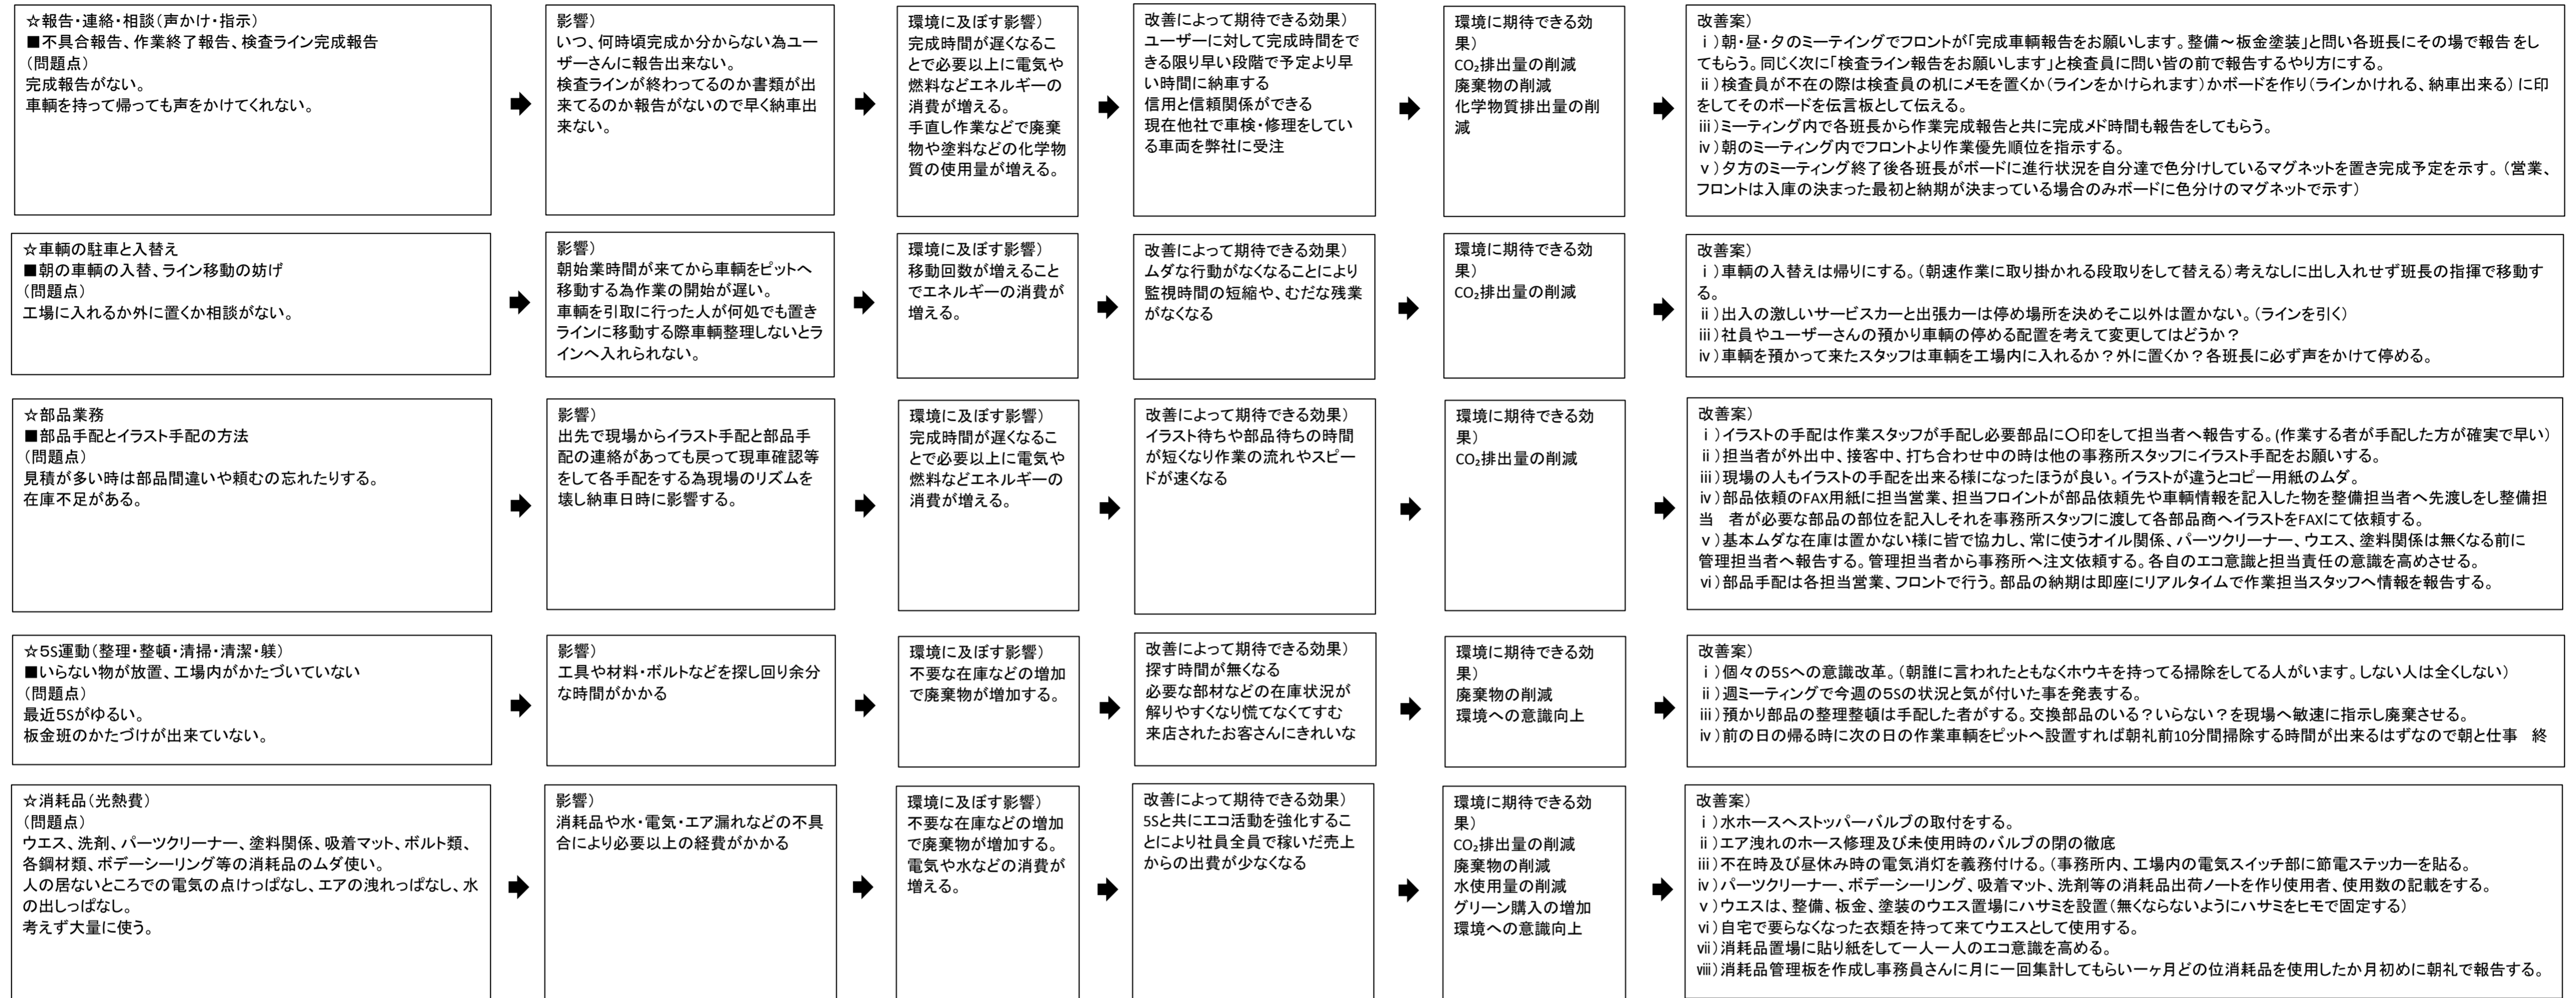 ☆報告・連絡・相談(声かけ・指示)
■不具合報告、作業終了報告、検査ライン完成報告
(問題点)
完成報告がない。
車輌を持って帰っても声をかけてくれない。
影響)
いつ、何時頃完成か分からない為ユー
ザーさんに報告出来ない。
検査ラインが終わってるのか書類が出
来てるのか報告がないので早く納車出
来ない。
環境に及ぼす影響)
完成時間が遅くなるこ
とで必要以上に電気や
燃料などエネルギーの
消費が増える。
手直し作業などで廃棄
物や塗料などの化学物
質の使用量が増える。
改善によって期待できる効果)
ユーザーに対して完成時間をで
きる限り早い段階で予定より早
い時間に納車する
信用と信頼関係ができる
現在他社で車検・修理をしてい
る車両を弊社に受注
環境に期待できる効
果)
CO₂排出量の削減
廃棄物の削減
化学物質排出量の削
減
改善案)
ⅰ)朝・昼・夕のミーテイングでフロントが「完成車輌報告をお願いします。整備～板金塗装」と問い各班長にその場で報告をし
てもらう。同じく次に「検査ライン報告をお願いします」と検査員に問い皆の前で報告するやり方にする。
ⅱ)検査員が不在の際は検査員の机にメモを置くか(ラインをかけられます)かボードを作り(ラインかけれる、納車出来る)に印
をしてそのボードを伝言板として伝える。
ⅲ)ミーティング内で各班長から作業完成報告と共に完成メド時間も報告をしてもらう。
ⅳ)朝のミーティング内でフロントより作業優先順位を指示する。
ⅴ)夕方のミーティング終了後各班長がボードに進行状況を自分達で色分けしているマグネットを置き完成予定を示す。(営業、
フロントは入庫の決まった最初と納期が決まっている場合のみボードに色分けのマグネットで示す)
☆車輌の駐車と入替え
■朝の車輌の入替、ライン移動の妨げ
(問題点)
工場に入れるか外に置くか相談がない。
影響)
朝始業時間が来てから車輌をピットへ
移動する為作業の開始が遅い。
車輌を引取に行った人が何処でも置き
ラインに移動する際車輌整理しないとラ
インへ入れられない。
環境に及ぼす影響)
移動回数が増えること
でエネルギーの消費が
増える。
改善によって期待できる効果)
ムダな行動がなくなることにより
監視時間の短縮や、むだな残業
がなくなる
環境に期待できる効
果)
CO₂排出量の削減
改善案)
ⅰ)車輌の入替えは帰りにする。(朝速作業に取り掛かれる段取りをして替える)考えなしに出し入れせず班長の指揮で移動す
る。
ⅱ)出入の激しいサービスカーと出張カーは停め場所を決めそこ以外は置かない。(ラインを引く)
ⅲ)社員やユーザーさんの預かり車輌の停める配置を考えて変更してはどうか?
ⅳ)車輌を預かって来たスタッフは車輌を工場内に入れるか?外に置くか?各班長に必ず声をかけて停める。
☆部品業務
■部品手配とイラスト手配の方法
(問題点)
見積が多い時は部品間違いや頼むの忘れたりする。
在庫不足がある。
影響)
出先で現場からイラスト手配と部品手
配の連絡があっても戻って現車確認等
をして各手配をする為現場のリズムを
壊し納車日時に影響する。
環境に及ぼす影響)
完成時間が遅くなるこ
とで必要以上に電気や
燃料などエネルギーの
消費が増える。
改善によって期待できる効果)
イラスト待ちや部品待ちの時間
が短くなり作業の流れやスピー
ドが速くなる
環境に期待できる効
果)
CO₂排出量の削減
改善案)
ⅰ)イラストの手配は作業スタッフが手配し必要部品に〇印をして担当者へ報告する。(作業する者が手配した方が確実で早い)
ⅱ)担当者が外出中、接客中、打ち合わせ中の時は他の事務所スタッフにイラスト手配をお願いする。
ⅲ)現場の人もイラストの手配を出来る様になったほうが良い。イラストが違うとコピー用紙のムダ。
ⅳ)部品依頼のFAX用紙に担当営業、担当フロイントが部品依頼先や車輌情報を記入した物を整備担当者へ先渡しをし整備担
当　者が必要な部品の部位を記入しそれを事務所スタッフに渡して各部品商へイラストをFAXにて依頼する。
ⅴ)基本ムダな在庫は置かない様に皆で協力し、常に使うオイル関係、パーツクリーナー、ウエス、塗料関係は無くなる前に
管理担当者へ報告する。管理担当者から事務所へ注文依頼する。各自のエコ意識と担当責任の意識を高めさせる。
ⅵ)部品手配は各担当営業、フロントで行う。部品の納期は即座にリアルタイムで作業担当スタッフへ情報を報告する。
☆5S運動(整理・整頓・清掃・清潔・躾)
■いらない物が放置、工場内がかたづいていない
(問題点)
最近5Sがゆるい。
板金班のかたづけが出来ていない。
影響)
工具や材料・ボルトなどを探し回り余分
な時間がかかる
環境に及ぼす影響)
不要な在庫などの増加
で廃棄物が増加する。
改善によって期待できる効果)
探す時間が無くなる
必要な部材などの在庫状況が
解りやすくなり慌てなくてすむ
来店されたお客さんにきれいな
環境に期待できる効
果)
廃棄物の削減
環境への意識向上
改善案)
ⅰ)個々の5Sへの意識改革。(朝誰に言われたともなくホウキを持ってる掃除をしてる人がいます。しない人は全くしない)
ⅱ)週ミーティングで今週の5Sの状況と気が付いた事を発表する。
ⅲ)預かり部品の整理整頓は手配した者がする。交換部品のいる?いらない?を現場へ敏速に指示し廃棄させる。
ⅳ)前の日の帰る時に次の日の作業車輌をピットへ設置すれば朝礼前10分間掃除する時間が出来るはずなので朝と仕事　終
☆消耗品(光熱費)
(問題点)
ウエス、洗剤、パーツクリーナー、塗料関係、吸着マット、ボルト類、
各鋼材類、ボデーシーリング等の消耗品のムダ使い。
人の居ないところでの電気の点けっぱなし、エアの洩れっぱなし、水
の出しっぱなし。
考えず大量に使う。
影響)
消耗品や水・電気・エア漏れなどの不具
合により必要以上の経費がかかる
環境に及ぼす影響)
不要な在庫などの増加
で廃棄物が増加する。
電気や水などの消費が
増える。
改善によって期待できる効果)
5Sと共にエコ活動を強化するこ
とにより社員全員で稼いだ売上
からの出費が少なくなる
環境に期待できる効
果)
CO₂排出量の削減
廃棄物の削減
水使用量の削減
グリーン購入の増加
環境への意識向上
改善案)
ⅰ)水ホースへストッパーバルブの取付をする。
ⅱ)エア洩れのホース修理及び未使用時のバルブの閉の徹底
ⅲ)不在時及び昼休み時の電気消灯を義務付ける。(事務所内、工場内の電気スイッチ部に節電ステッカーを貼る。
ⅳ)パーツクリーナー、ボデーシーリング、吸着マット、洗剤等の消耗品出荷ノートを作り使用者、使用数の記載をする。
ⅴ)ウエスは、整備、板金、塗装のウエス置場にハサミを設置(無くならないようにハサミをヒモで固定する)
ⅵ)自宅で要らなくなった衣類を持って来てウエスとして使用する。
ⅶ)消耗品置場に貼り紙をして一人一人のエコ意識を高める。
ⅷ)消耗品管理板を作成し事務員さんに月に一回集計してもらい一ヶ月どの位消耗品を使用したか月初めに朝礼で報告する。